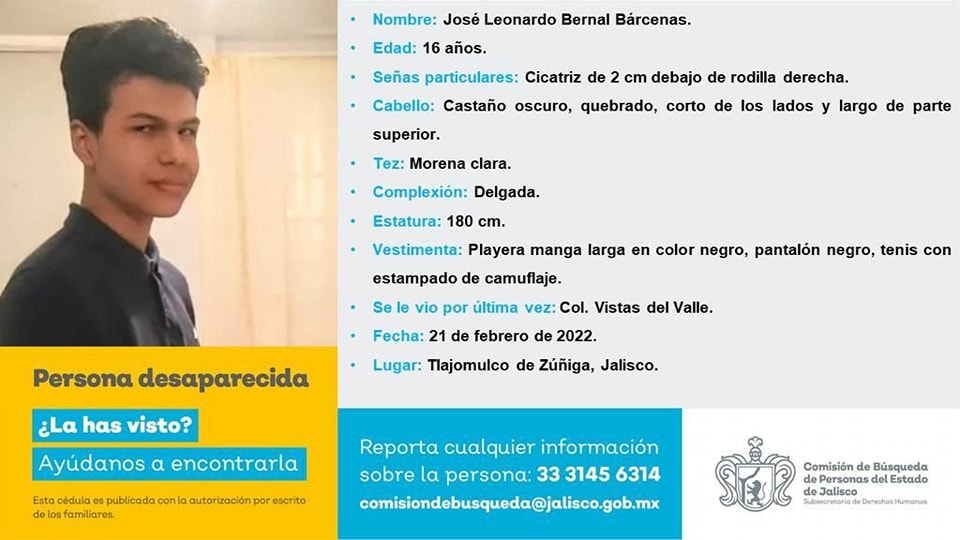 • Nombre: José Leonardo Bernal Bárcenas.
• Edad: 16 años.
• Señas particulares: Cicatriz de 2 cm debajo de rodilla derecha.
• Cabello: Castaño oscuro, quebrado, corto de los lados y largo de parte
superior.
• Tez: Morena clara.
• Complexión: Delgada.
• Estatura: 180 cm.
• Vestimenta: Playera manga larga en color negro, pantalón negro, tenis con
estampado de camuflaje.
• Se le vio por última vez: Col. Vistas del Valle.
• Fecha: 21 de febrero de 2022.
• Lugar: Tlajomulco de Zúñiga, Jalisco.
Persona desaparecida
¿La has visto?
Ayúdanos a encontrarla
Esta cédula es publicada con la autorización por escrito
de los familiares.
Reporta cualquier información
sobre la persona: 33 3145 6314
comisiondebusqueda@jalisco.gob.mx
Comisión de Búsqueda
de Personas del Estado
de Jalisco
Subsecretaría de Derechos Humanos